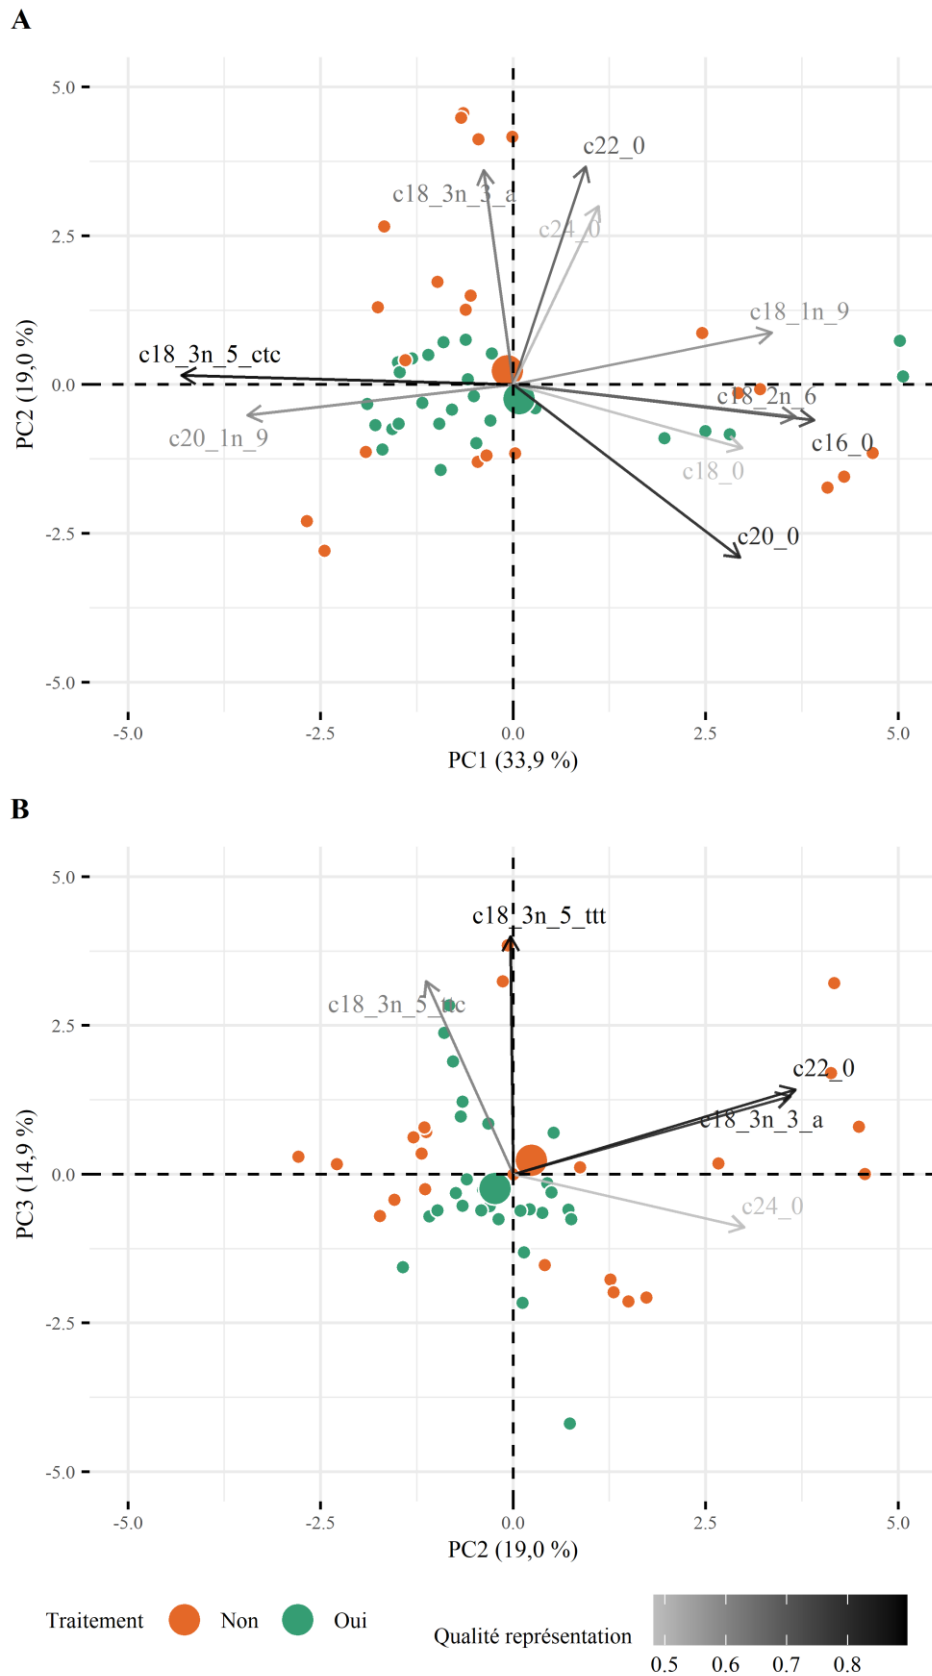 A
5.0
2.5
0.0
-2.5
-5.0
PC2 (19,0 %)
c22_0
c18_3n_3_a
c24_0
c18_1n_9
c18_3n_5_ctc
c18_2n_6
c20_1n_9
c16_0
c18_0
c20_0
-5.0 -2.5 0.0 2.5 5.0
PC1 (33,9 %)
B
5.0
2.5
0.0
-2.5
-5.0
PC3 (14,9 %)
c18_3n_5_ttt
c18_3n_5_ttc
c22_0
c18_3n_3_a
c24_0
-5.0 -2.5 0.0 2.5 5.0
PC2 (19,0 %)
Traitement Non Oui
Qualité représentation
0.5 0.6 0.7 0.8